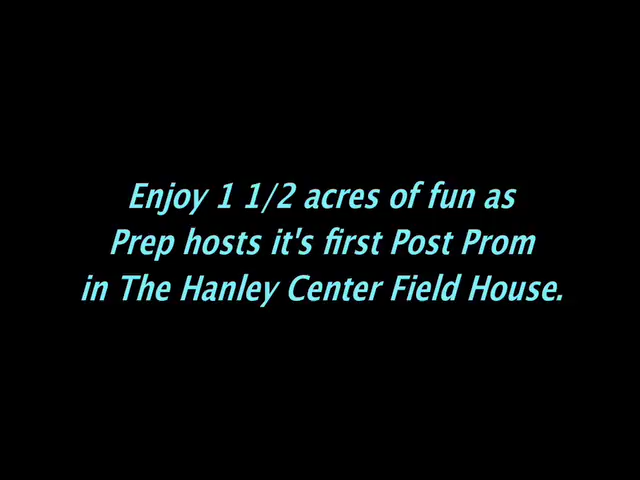 Enjoy 1 1/2 acres of fun as
Prep hosts it's first Post Prom
in The Hanley Center Field House.